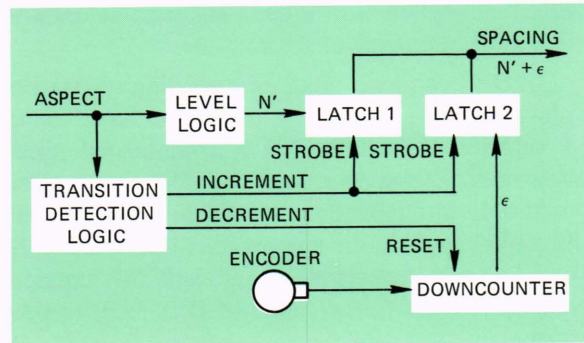 SPACING
N' + ϵ
ASPECT
LEVEL
LOGIC
N'
LATCH 1
LATCH 2
STROBE
STROBE
TRANSITION
DETECTION
LOGIC
INCREMENT
DECREMENT
RESET
ϵ
ENCODER
DOWNCOUNTER